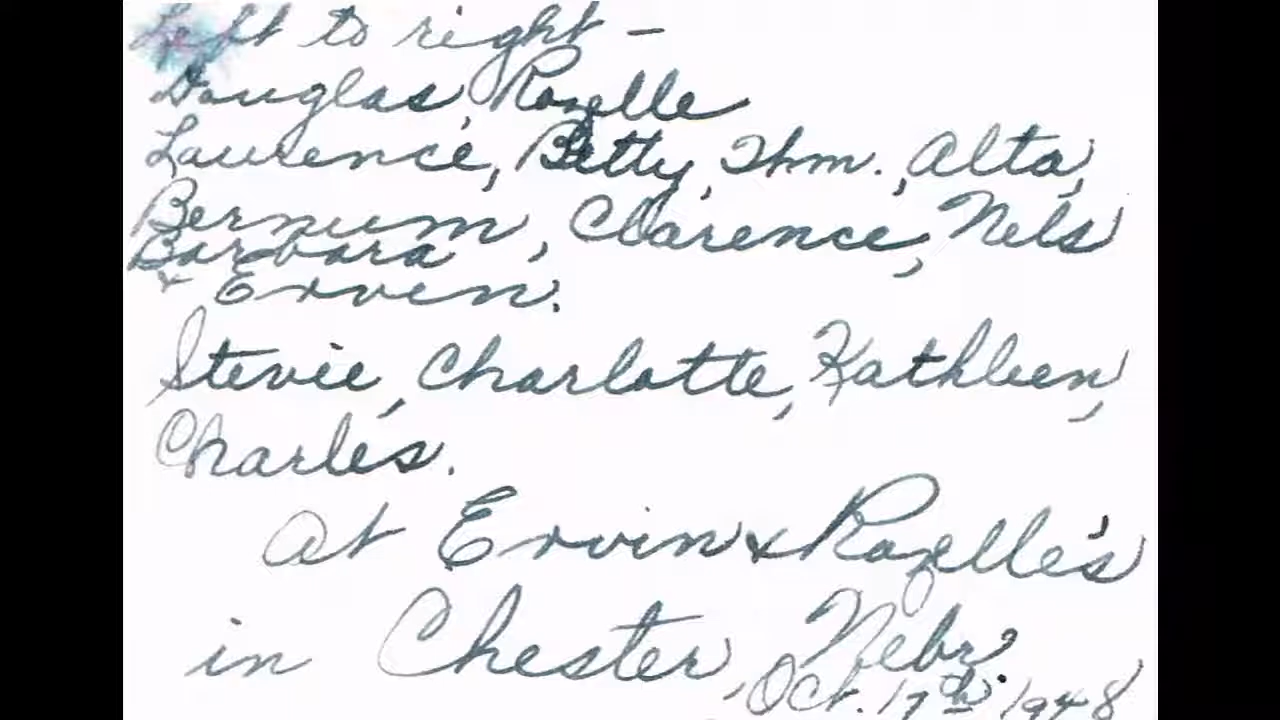 Left to right –
Douglas, Rozelle
Laurence, Betty, Thm., Alta,
Bernum, Clarence, Nels
Barbara
& Ervin.
Stevie, Charlotte, Kathleen,
Charles.
At Ervin & Rozelle's
in Chester, Nebr.
Oct. 17th 1948